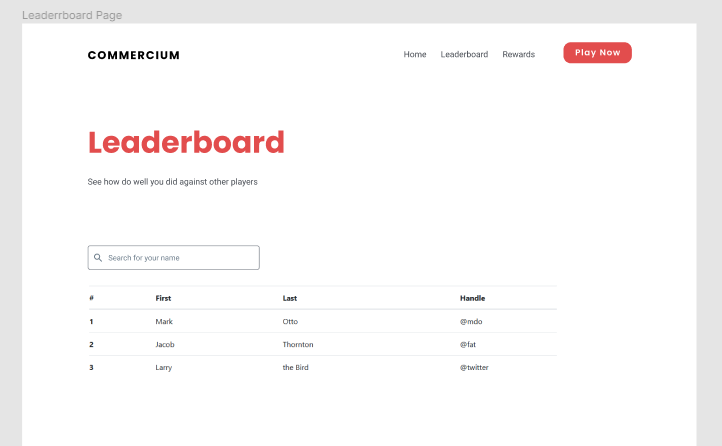 Leaderrboard Page
COMMERCIUM Home Leaderboard Rewards Play Now
Leaderboard
See how do well you did against other players
Search for your name
# First Last Handle
1 Mark Otto @mdo
2 Jacob Thornton @fat
3 Larry the Bird @twitter